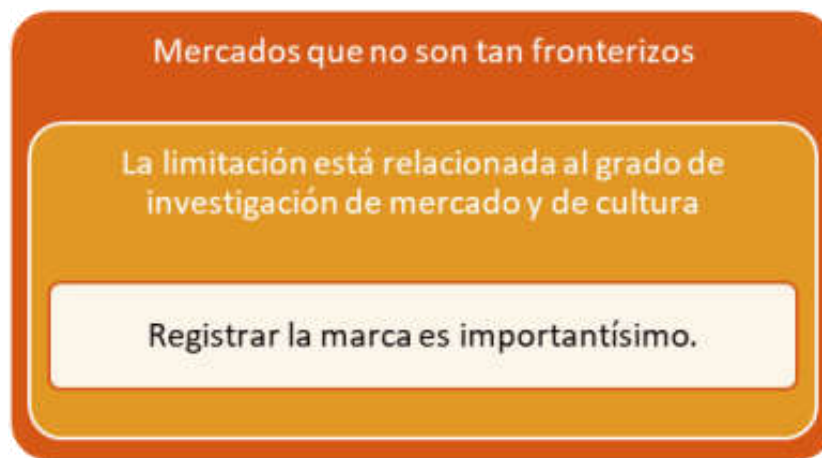 Mercados que no son tan fronterizos
La limitación está relacionada al grado de
investigación de mercado y de cultura
Registrar la marca es importantísimo.